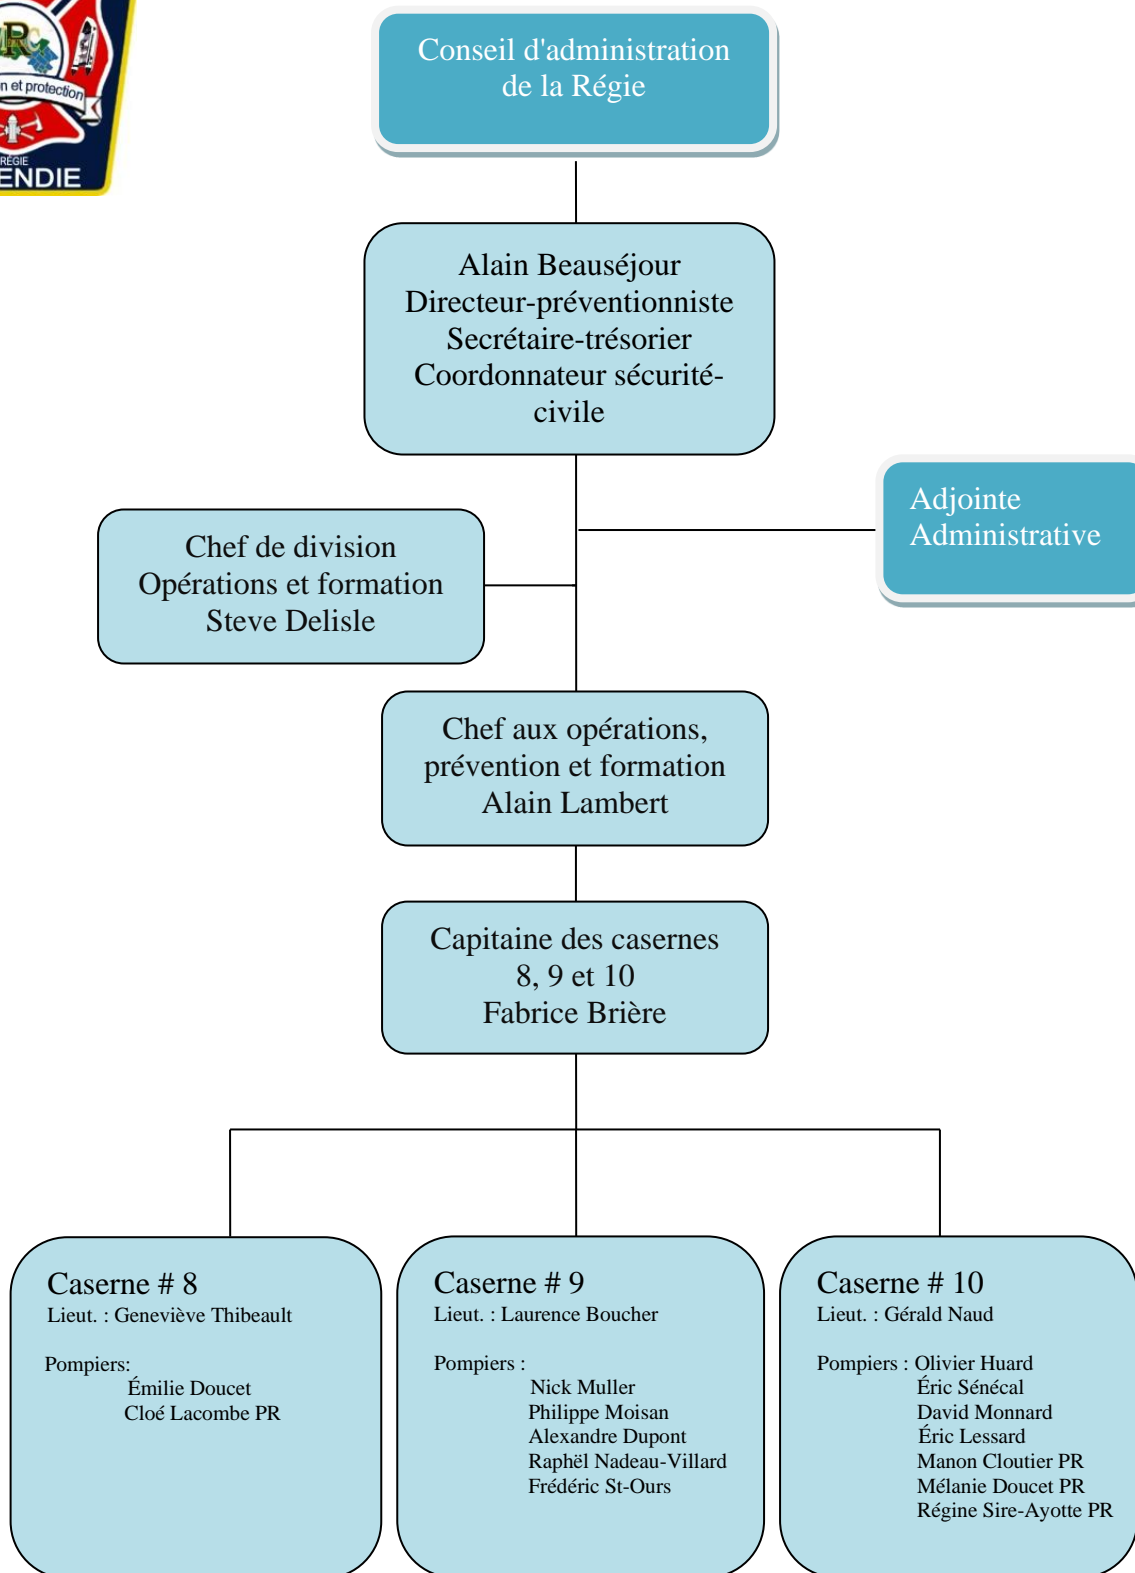 n et protection
RÉGIE
ENDIE
Conseil d'administration
de la Régie
Alain Beauséjour
Directeur-préventionniste
Secrétaire-trésorier
Coordonnateur sécurité-
civile
Adjointe
Administrative
Chef de division
Opérations et formation
Steve Delisle
Chef aux opérations,
prévention et formation
Alain Lambert
Capitaine des casernes
8, 9 et 10
Fabrice Brière
Caserne # 8
Lieut. : Geneviève Thibeault
Pompiers:
Émilie Doucet
Cloé Lacombe PR
Caserne # 9
Lieut. : Laurence Boucher
Pompiers :
Nick Muller
Philippe Moisan
Alexandre Dupont
Raphël Nadeau-Villard
Frédéric St-Ours
Caserne # 10
Lieut. : Gérald Naud
Pompiers : Olivier Huard
Éric Sénécal
David Monnard
Éric Lessard
Manon Cloutier PR
Mélanie Doucet PR
Régine Sire-Ayotte PR